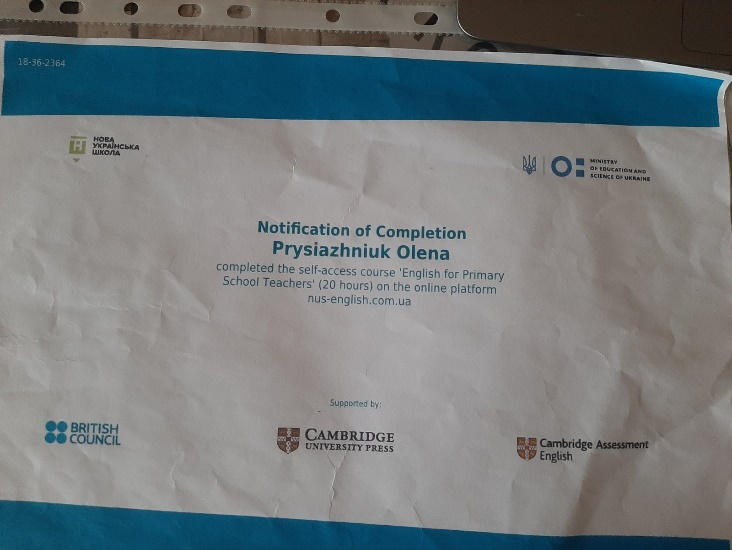 18-36-2364
НОВА
УКРАЇНСЬКА
ШКОЛА
MINISTRY
OF EDUCATION AND
SCIENCE OF UKRAINE
Notification of Completion
Prysiazhniuk Olena
completed the self-access course 'English for Primary
School Teachers' (20 hours) on the online platform
nus-english.com.ua
Supported by:
BRITISH
COUNCIL
CAMBRIDGE
UNIVERSITY PRESS
Cambridge Assessment
English